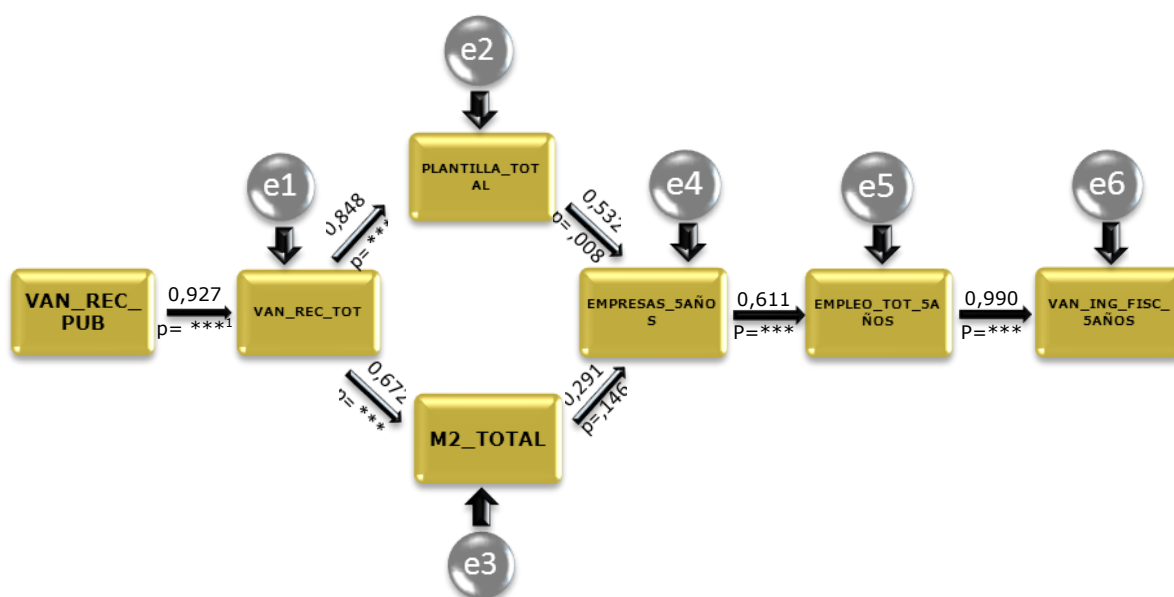 e2
PLANTILLA_TOT
AL
e1
e4
e5
e6
0,848
p= ***
0,532
p= ,008
VAN_REC_
PUB
0,927
p= ***1
VAN_REC_TOT
EMPRESAS_5AÑO
S
0,611
P=***
EMPLEO_TOT_5A
ÑOS
0,990
P=***
VAN_ING_FISC_
5AÑOS
0,672
p= ***
0,291
p=,146
M2_TOTAL
e3